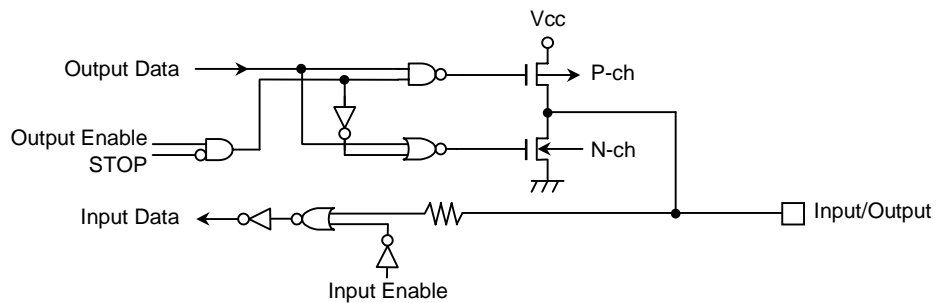 Vcc
Output Data
P-ch
Output Enable
STOP
N-ch
Input Data
Input/Output
Input Enable